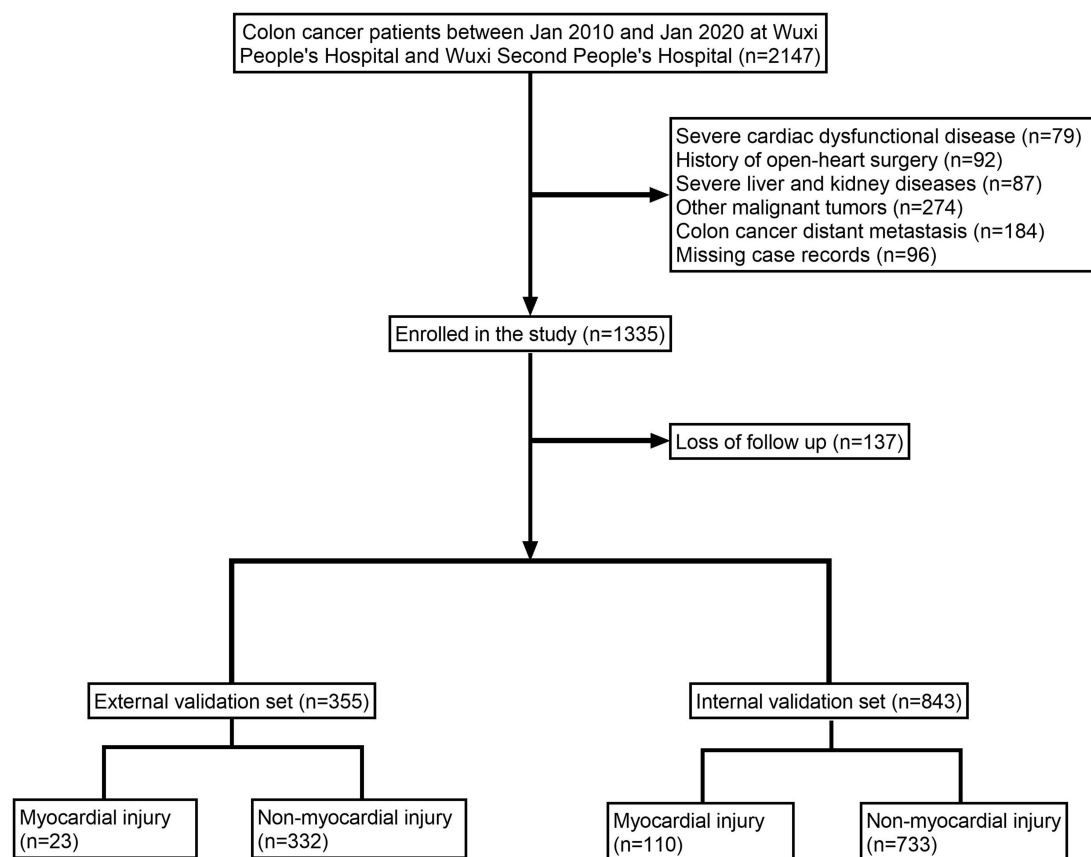 Colon cancer patients between Jan 2010 and Jan 2020 at Wuxi
People's Hospital and Wuxi Second People's Hospital (n=2147)
Severe cardiac dysfunctional disease (n=79)
History of open-heart surgery (n=92)
Severe liver and kidney diseases (n=87)
Other malignant tumors (n=274)
Colon cancer distant metastasis (n=184)
Missing case records (n=96)
Enrolled in the study (n=1335)
Loss of follow up (n=137)
External validation set (n=355)
Internal validation set (n=843)
Myocardial injury
(n=23)
Non-myocardial injury
(n=332)
Myocardial injury
(n=110)
Non-myocardial injury
(n=733)